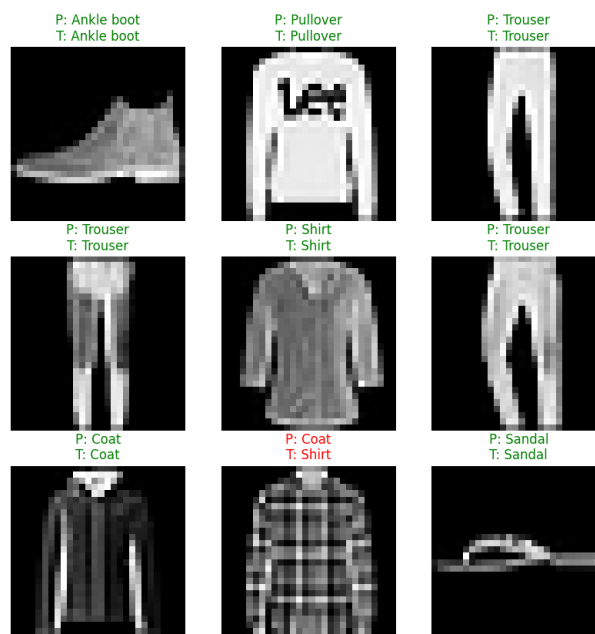 P: Ankle boot
T: Ankle boot
P: Pullover
T: Pullover
P: Trouser
T: Trouser
Lee
P: Trouser
T: Trouser
P: Shirt
T: Shirt
P: Trouser
T: Trouser
P: Coat
T: Coat
P: Coat
T: Shirt
P: Sandal
T: Sandal